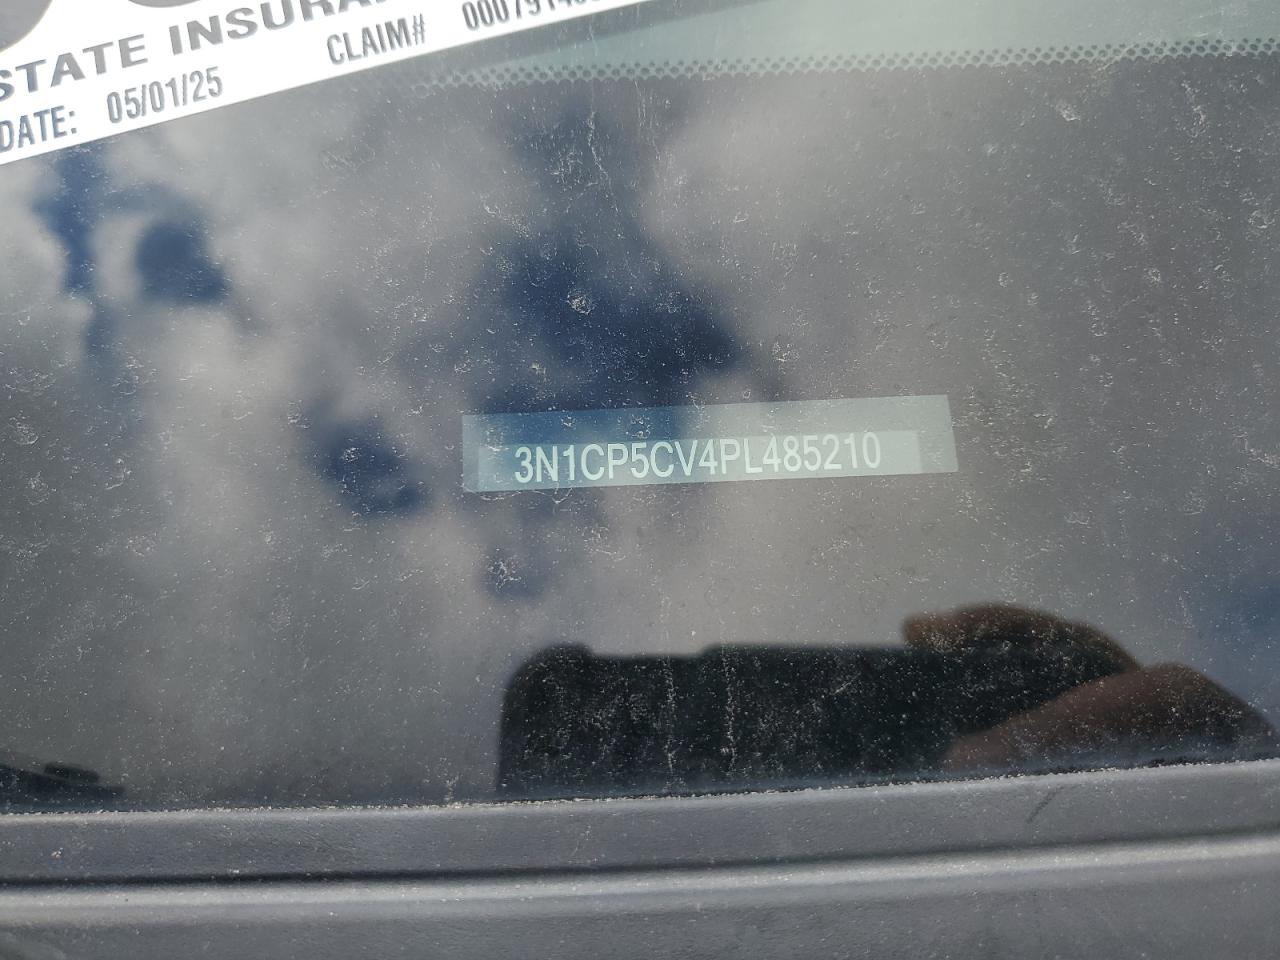 STATE INSURA
CLAIM#
DATE: 05/01/25
3N1CP5CV4PL485210